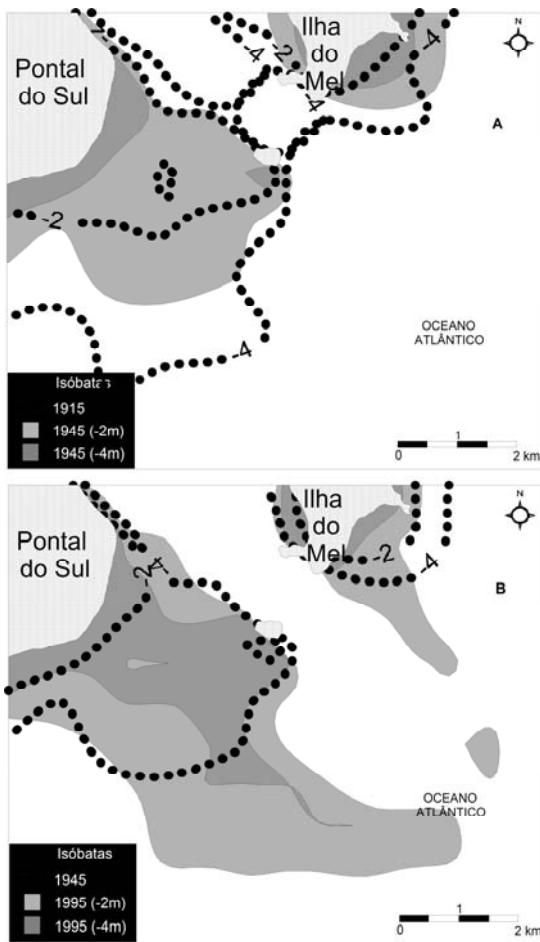 -2
-4
-2
Ilha
do
Mel
-4
-4
N
Pontal
do Sul
A
-2
-4
OCEANO
ATLÂNTICO
Isóbatas
1915
1945 (-2m)
1945 (-4m)
1
0 2 km
Ilha
do
Mel
N
Pontal
do Sul
-2
-4
-2
-4
B
OCEANO
ATLÂNTICO
Isóbatas
1945
1995 (-2m)
1995 (-4m)
1
0 2 km